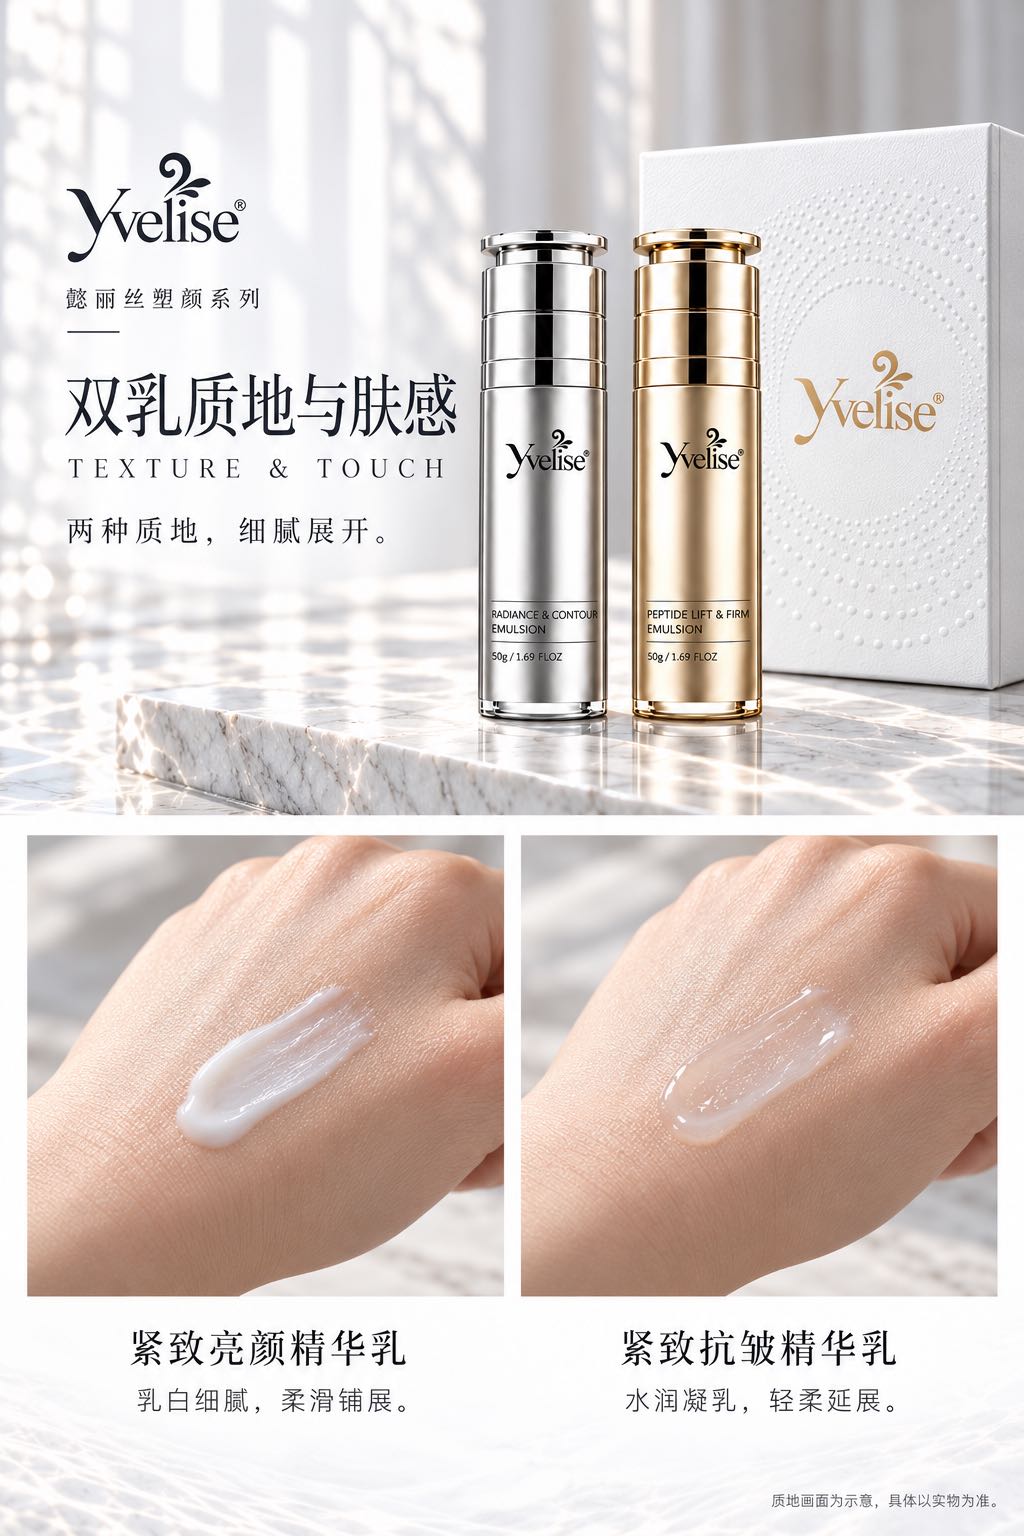 Yvelise®
懿丽丝塑颜系列
双乳质地与肤感
TEXTURE & TOUCH
两种质地，细腻展开。
Yvelise®
RADIANCE & CONTOUR
EMULSION
50g / 1.69 FLOZ
Yvelise®
PEPTIDE LIFT & FIRM
EMULSION
50g / 1.69 FLOZ
Yvelise®
紧致亮颜精华乳
乳白细腻，柔滑铺展。
紧致抗皱精华乳
水润凝乳，轻柔延展。
质地画面为示意，具体以实物为准。